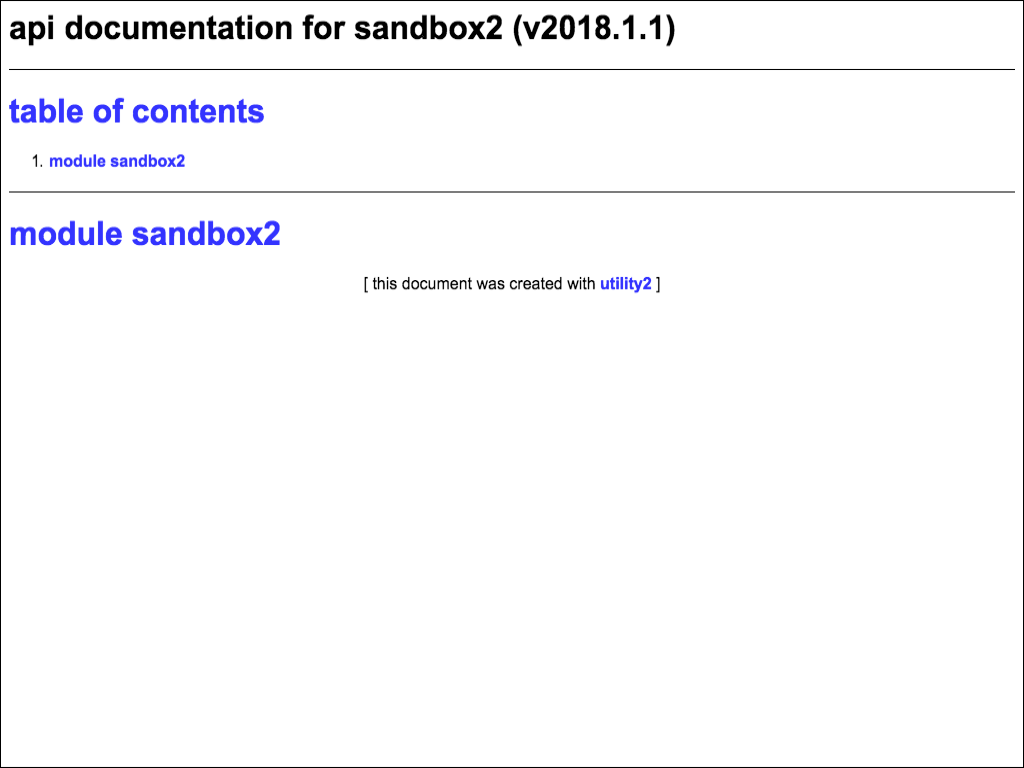 api documentation for sandbox2 (v2018.1.1)
table of contents
1. module sandbox2
module sandbox2
[ this document was created with utility2 ]